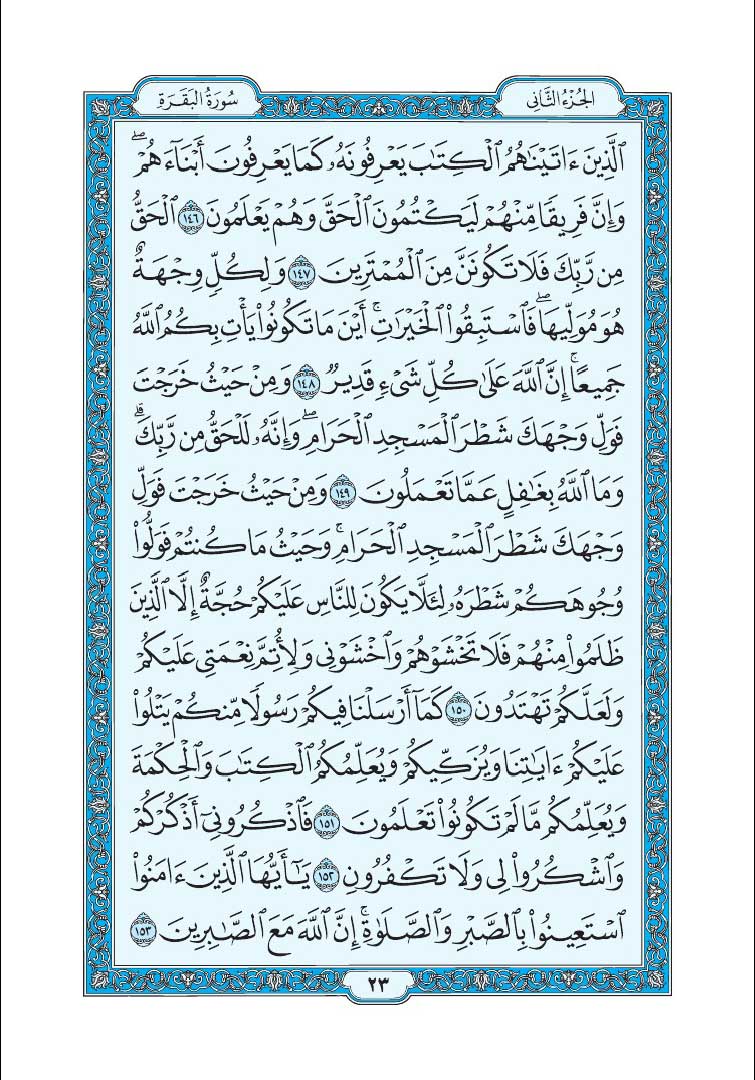 الجُزْءُ الثَّانِى
سُورَةُ البَقَرَةِ
ٱلَّذِينَ ءَاتَيْنَٰهُمُ ٱلْكِتَٰبَ يَعْرِفُونَهُۥ كَمَا يَعْرِفُونَ أَبْنَآءَهُمْۖ
وَإِنَّ فَرِيقًا مِّنْهُمْ لَيَكْتُمُونَ ٱلْحَقَّ وَهُمْ يَعْلَمُونَ ١٤٦ ٱلْحَقُّ
مِن رَّبِّكَ فَلَا تَكُونَنَّ مِنَ ٱلْمُمْتَرِينَ ١٤٧ وَلِكُلٍّ وِجْهَةٌ
هُوَ مُوَلِّيهَاۖ فَٱسْتَبِقُوا۟ ٱلْخَيْرَٰتِۚ أَيْنَ مَا تَكُونُوا۟ يَأْتِ بِكُمُ ٱللَّهُ
جَمِيعًاۚ إِنَّ ٱللَّهَ عَلَىٰ كُلِّ شَىْءٍ قَدِيرٌ ١٤٨ وَمِنْ حَيْثُ خَرَجْتَ
فَوَلِّ وَجْهَكَ شَطْرَ ٱلْمَسْجِدِ ٱلْحَرَامِۖ وَإِنَّهُۥ لَلْحَقُّ مِن رَّبِّكَۗ
وَمَا ٱللَّهُ بِغَٰفِلٍ عَمَّا تَعْمَلُونَ ١٤٩ وَمِنْ حَيْثُ خَرَجْتَ فَوَلِّ
وَجْهَكَ شَطْرَ ٱلْمَسْجِدِ ٱلْحَرَامِۚ وَحَيْثُ مَا كُنتُمْ فَوَلُّوا۟
وُجُوهَكُمْ شَطْرَهُۥ لِئَلَّا يَكُونَ لِلنَّاسِ عَلَيْكُمْ حُجَّةٌ إِلَّا ٱلَّذِينَ
ظَلَمُوا۟ مِنْهُمْ فَلَا تَخْشَوْهُمْ وَٱخْشَوْنِى وَلِأُتِمَّ نِعْمَتِى عَلَيْكُمْ
وَلَعَلَّكُمْ تَهْتَدُونَ ١٥٠ كَمَآ أَرْسَلْنَا فِيكُمْ رَسُولًا مِّنكُمْ يَتْلُوا۟
عَلَيْكُمْ ءَايَٰتِنَا وَيُزَكِّيكُمْ وَيُعَلِّمُكُمُ ٱلْكِتَٰبَ وَٱلْحِكْمَةَ
وَيُعَلِّمُكُم مَّا لَمْ تَكُونُوا۟ تَعْلَمُونَ ١٥١ فَٱذْكُرُونِىٓ أَذْكُرْكُمْ
وَٱشْكُرُوا۟ لِى وَلَا تَكْفُرُونِ ١٥٢ يَٰٓأَيُّهَا ٱلَّذِينَ ءَامَنُوا۟
ٱسْتَعِينُوا۟ بِٱلصَّبْرِ وَٱلصَّلَوٰةِۚ إِنَّ ٱللَّهَ مَعَ ٱلصَّٰبِرِينَ ١٥٣
٢٣